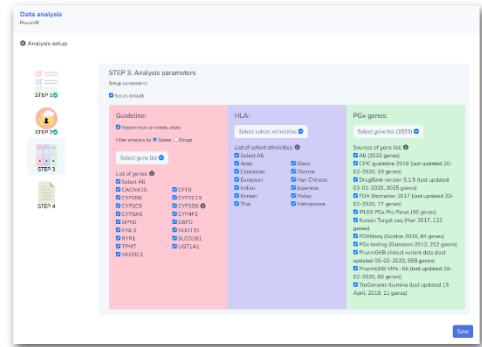 Data analysis
PharmVIP
Analysis setup
STEP 1
STEP 2
STEP 3
STEP 4
STEP 3: Analysis parameters
Setup parameters:
Set as default
Guideline:
Report best candidate allele
Filter analysis by Genes Drugs
Select gene list
List of genes:
Select All
CACNA1S CFTR
CYP2B6 CYP2C19
CYP2C9 CYP2D6
CYP3A5 CYP4F2
DPYD G6PD
IFNL3 NUDT15
RYR1 SLCO1B1
TPMT UGT1A1
VKORC1
HLA:
Select cohort ethnicities
List of cohort ethnicities:
Select All
Arab Black
Caucasian Diverse
European Han Chinese
Indian Japanese
Korean Malay
Thai Vietnamese
PGx genes:
Select gene list (3533)
Sources of gene list:
All (3533 genes)
CPIC guideline 2019 (last updated 20-
02-2020, 19 genes)
DrugBank version 5.1.5 (last updated
03-01-2020, 3025 genes)
FDA Biomarker 2017 (last updated 20-
02-2020, 77 genes)
iPLEX PGx Pro Panel (36 genes)
Korean Target seq (Han 2017, 122
genes)
PGRNseq (Gordon 2016, 84 genes)
PGx testing (Gamazon 2012, 252 genes)
PharmGKB clinical variant data (last
updated 05-02-2020, 958 genes)
PharmGKB VIPs : 66 (last updated 20-
02-2020, 66 genes)
TruGenome Illumina (last updated 15
April, 2019, 11 genes)
Save